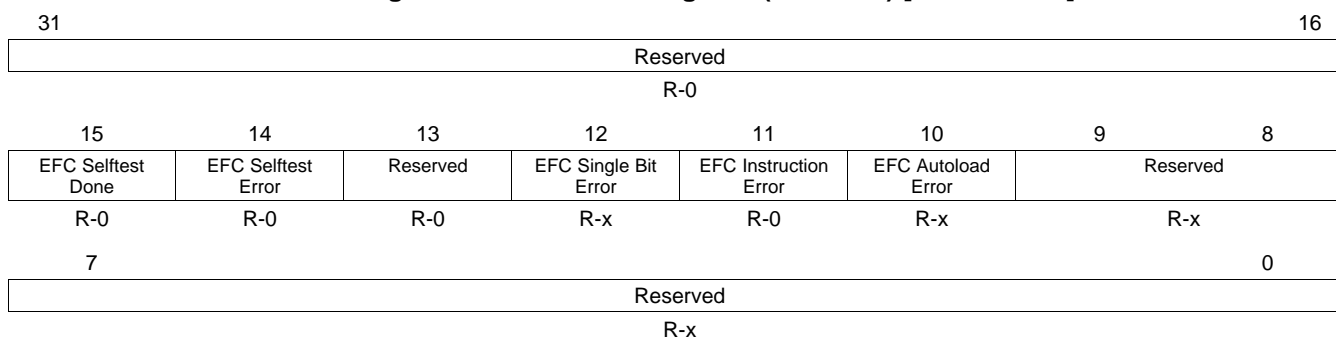 31 16
Reserved
R-0
15 14 13 12 11 10 9 8
EFC Selftest Done EFC Selftest Error Reserved EFC Single Bit Error EFC Instruction Error EFC Autoload Error Reserved
R-0 R-0 R-0 R-x R-0 R-x R-x
7 0
Reserved
R-x